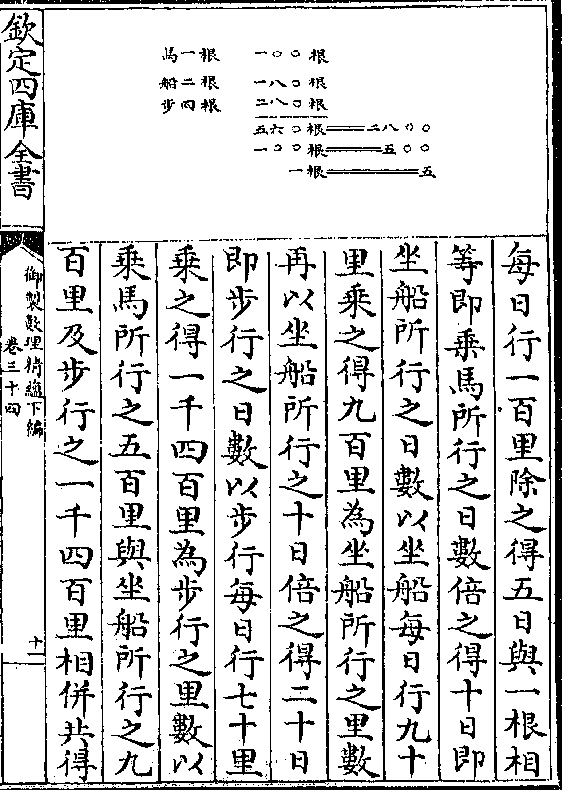 馬一根　一〇〇根
船二根　一八〇根
步四根　二八〇根
五六〇根══二八〇〇
一〇〇根══五〇〇
一根══五
每日行一百里除之得五日與一根相
等即乗馬所行之日數倍之得十日即
坐船所行之日數以坐船每日行九十
里乗之得九百里為坐船所行之里數
再以坐船所行之十日倍之得二十日
即步行之日數以步行每日行七十里
乗之得一千四百里為步行之里數以
乗馬所行之五百里與坐船所行之九
百里及步行之一千四百里相併共得
欽定四庫全書
御製數理精蘊下編
卷三十四
十一